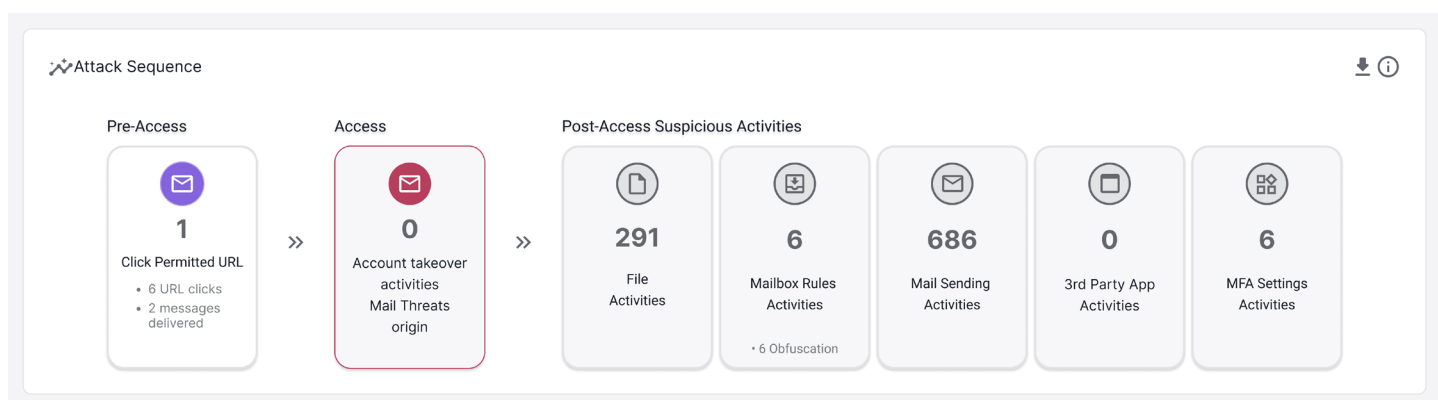 Attack Sequence
Pre-Access
1
Click Permitted URL
• 6 URL clicks
• 2 messages
delivered
Access
0
Account takeover
activities
Mail Threats
origin
Post-Access Suspicious Activities
291
File
Activities
6
Mailbox Rules
Activities
• 6 Obfuscation
686
Mail Sending
Activities
0
3rd Party App
Activities
6
MFA Settings
Activities